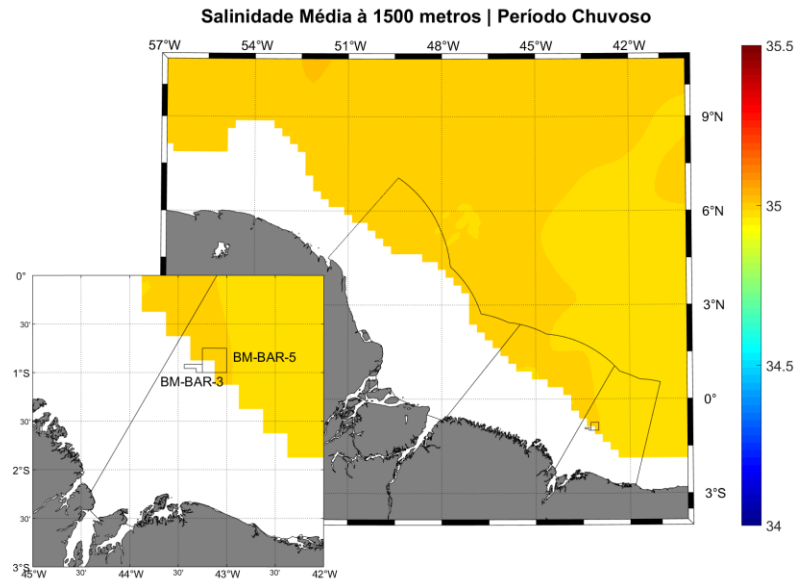 Salinidade Média à 1500 metros | Período Chuvoso
57°W 54°W 51°W 48°W 45°W 42°W
9°N
6°N
3°N
0°
3°S
35.5
35
34.5
34
0°
30'
1°S
30'
2°S
30'
3°S
45°W 30' 44°W 30' 43°W 30' 42°W
BM-BAR-5
BM-BAR-3